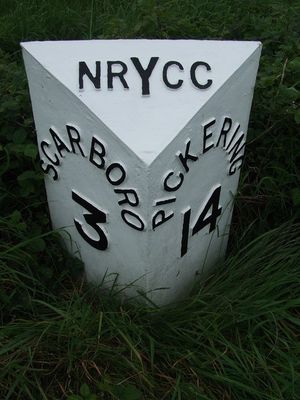 NRYCC
SCARBORO
3
PICKERING
14